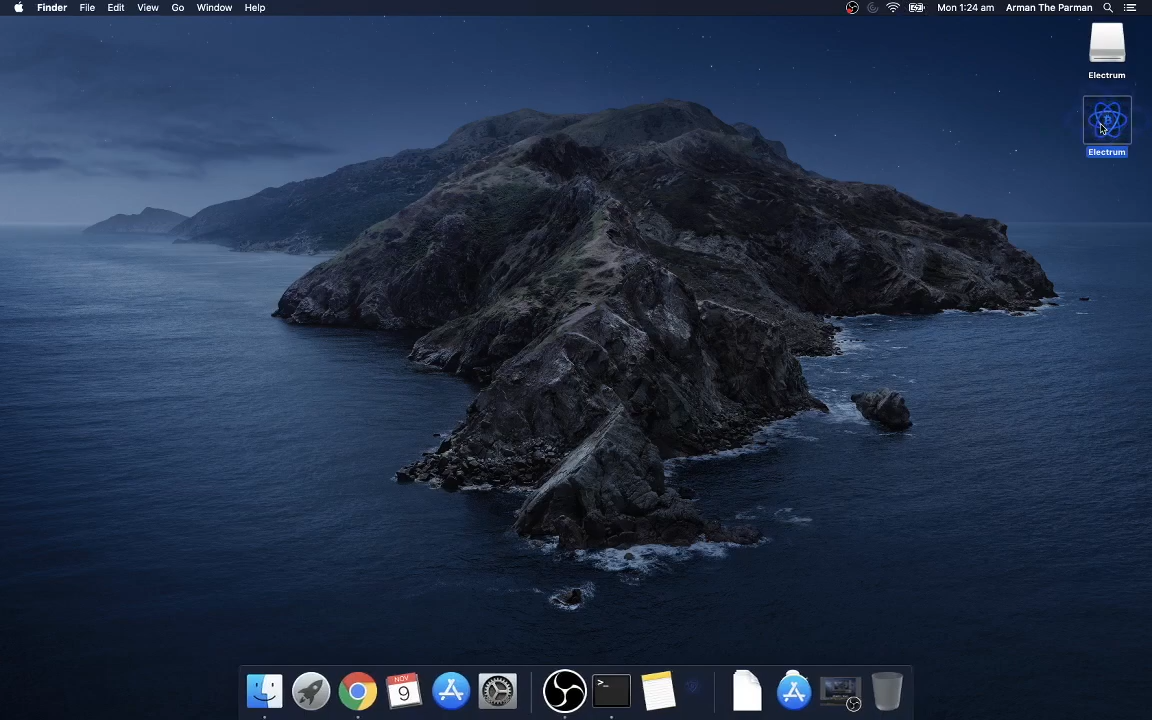 Finder File Edit View Go Window Help Mon 1:24 am Arman The Parman
Electrum
Electrum
NOV
9
>_